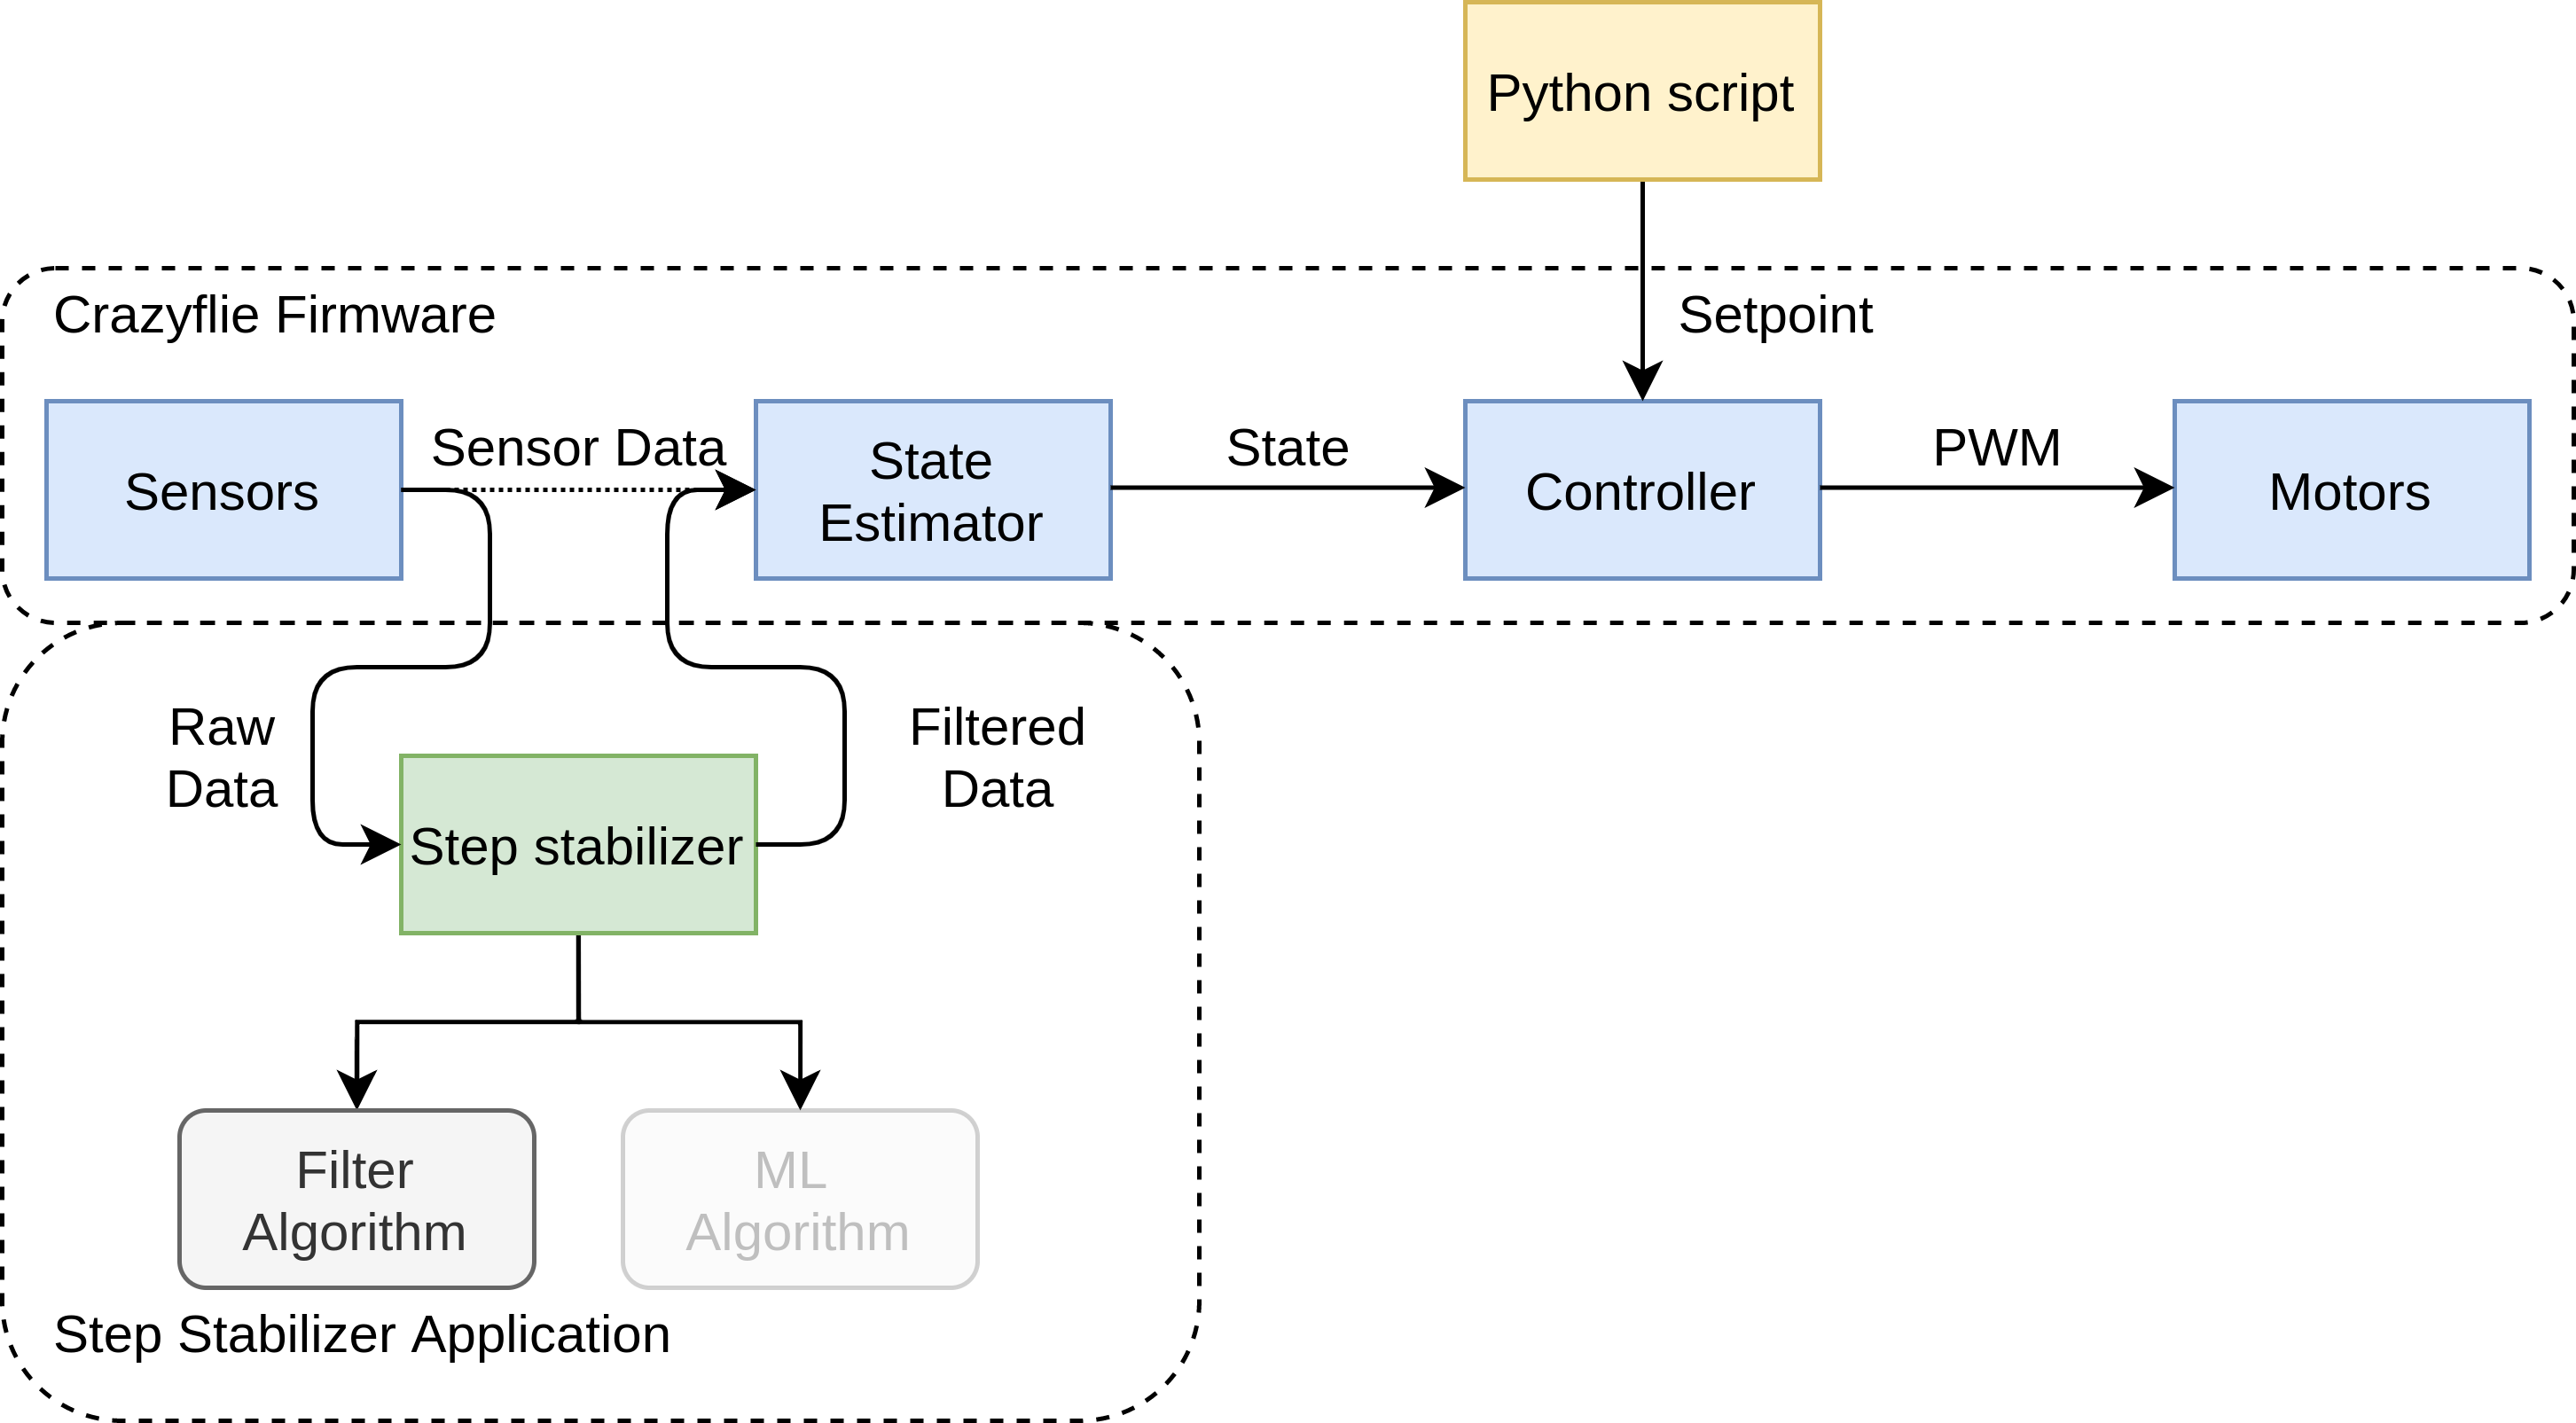 Python script
Crazyflie Firmware
Setpoint
Sensors
Sensor Data
State
Estimator
State
Controller
PWM
Motors
Raw
Data
Filtered
Data
Step stabilizer
Filter
Algorithm
ML
Algorithm
Step Stabilizer Application